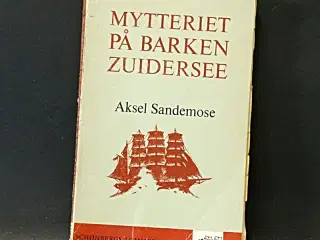 MYTTERIET
PÅ BARKEN
ZUIDERSEE
Aksel Sandemose